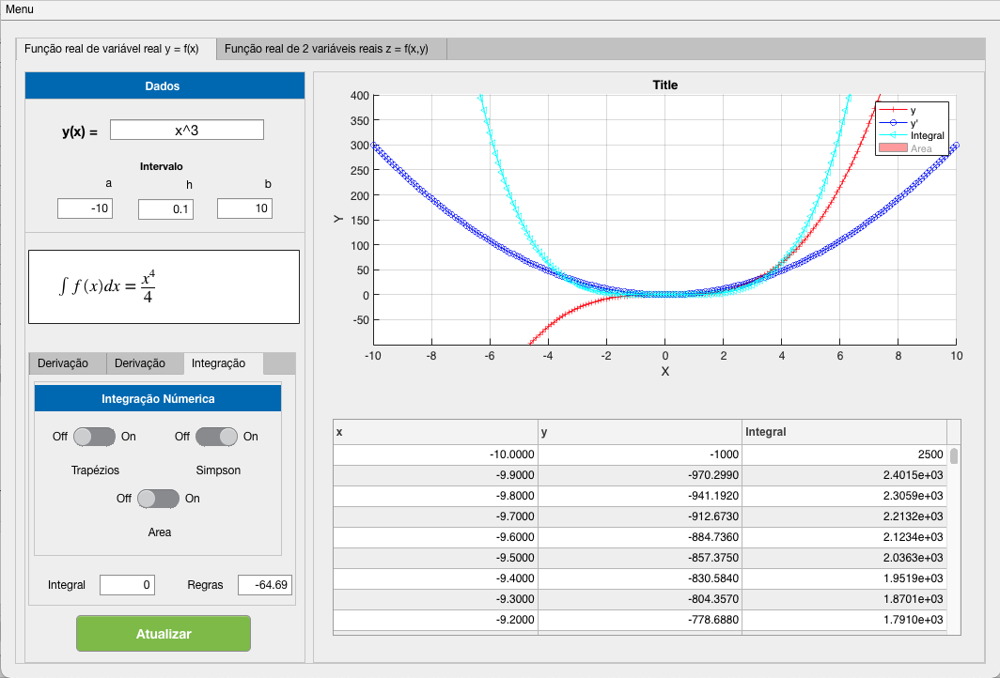 Menu
Função real de variável real y = f(x) Função real de 2 variáveis reais z = f(x,y)
Dados
y(x) = x^3
Intervalo
a h b
-10 0.1 10
∫ f(x)dx = x^4/4
Derivação Derivação Integração
Integração Númerica
Off On Off On
Trapézios Simpson
Off On
Area
Integral 0 Regras -64.69
Atualizar
Title
400
350
300
250
200
150
100
50
0
-50
Y
-10 -8 -6 -4 -2 0 2 4 6 8 10
X
y
y'
Integral
Area
x y Integral
-10.0000 -1000 2500
-9.9000 -970.2990 2.4015e+03
-9.8000 -941.1920 2.3059e+03
-9.7000 -912.6730 2.2132e+03
-9.6000 -884.7360 2.1234e+03
-9.5000 -857.3750 2.0363e+03
-9.4000 -830.5840 1.9519e+03
-9.3000 -804.3570 1.8701e+03
-9.2000 -778.6880 1.7910e+03